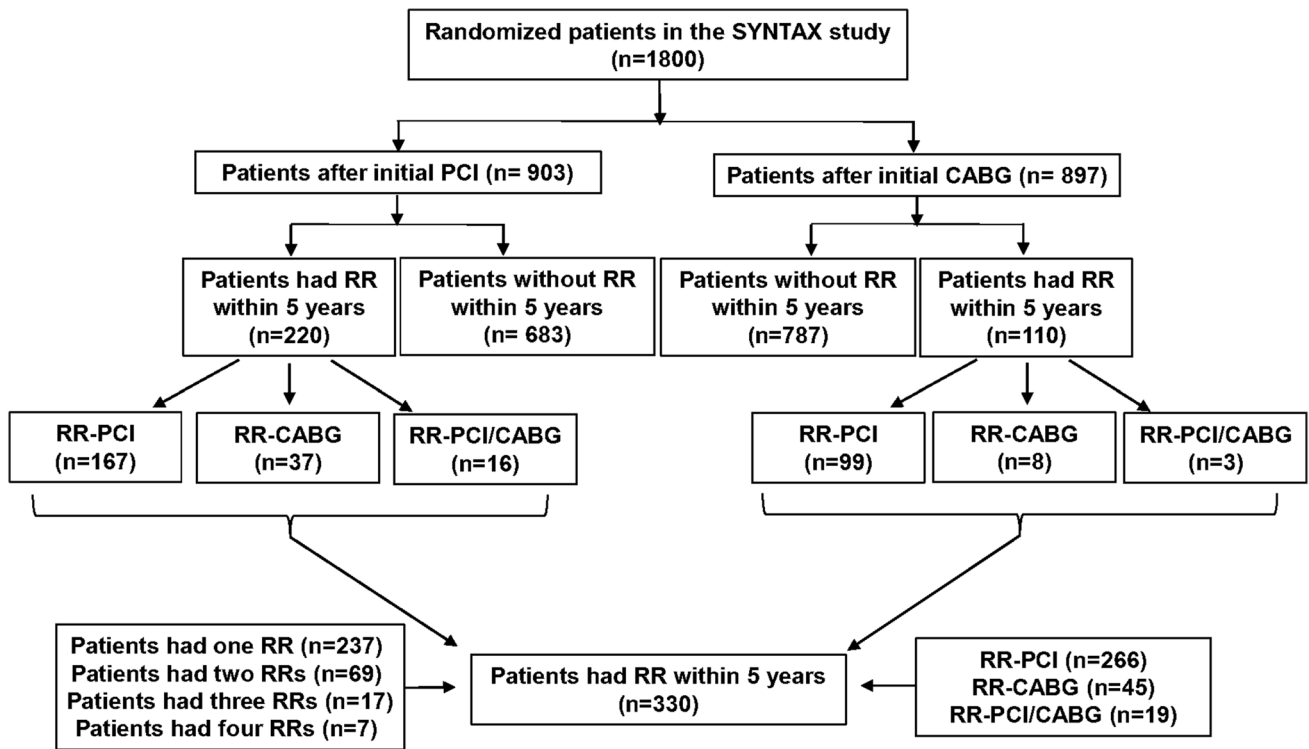 Randomized patients in the SYNTAX study
(n=1800)
Patients after initial PCI (n= 903)
Patients after initial CABG (n= 897)
Patients had RR
within 5 years
(n=220)
Patients without RR
within 5 years
(n= 683)
Patients without RR
within 5 years
(n=787)
Patients had RR
within 5 years
(n=110)
RR-PCI
(n=167)
RR-CABG
(n=37)
RR-PCI/CABG
(n=16)
RR-PCI
(n=99)
RR-CABG
(n=8)
RR-PCI/CABG
(n=3)
Patients had one RR (n=237)
Patients had two RRs (n=69)
Patients had three RRs (n=17)
Patients had four RRs (n=7)
Patients had RR within 5 years
(n=330)
RR-PCI (n=266)
RR-CABG (n=45)
RR-PCI/CABG (n=19)